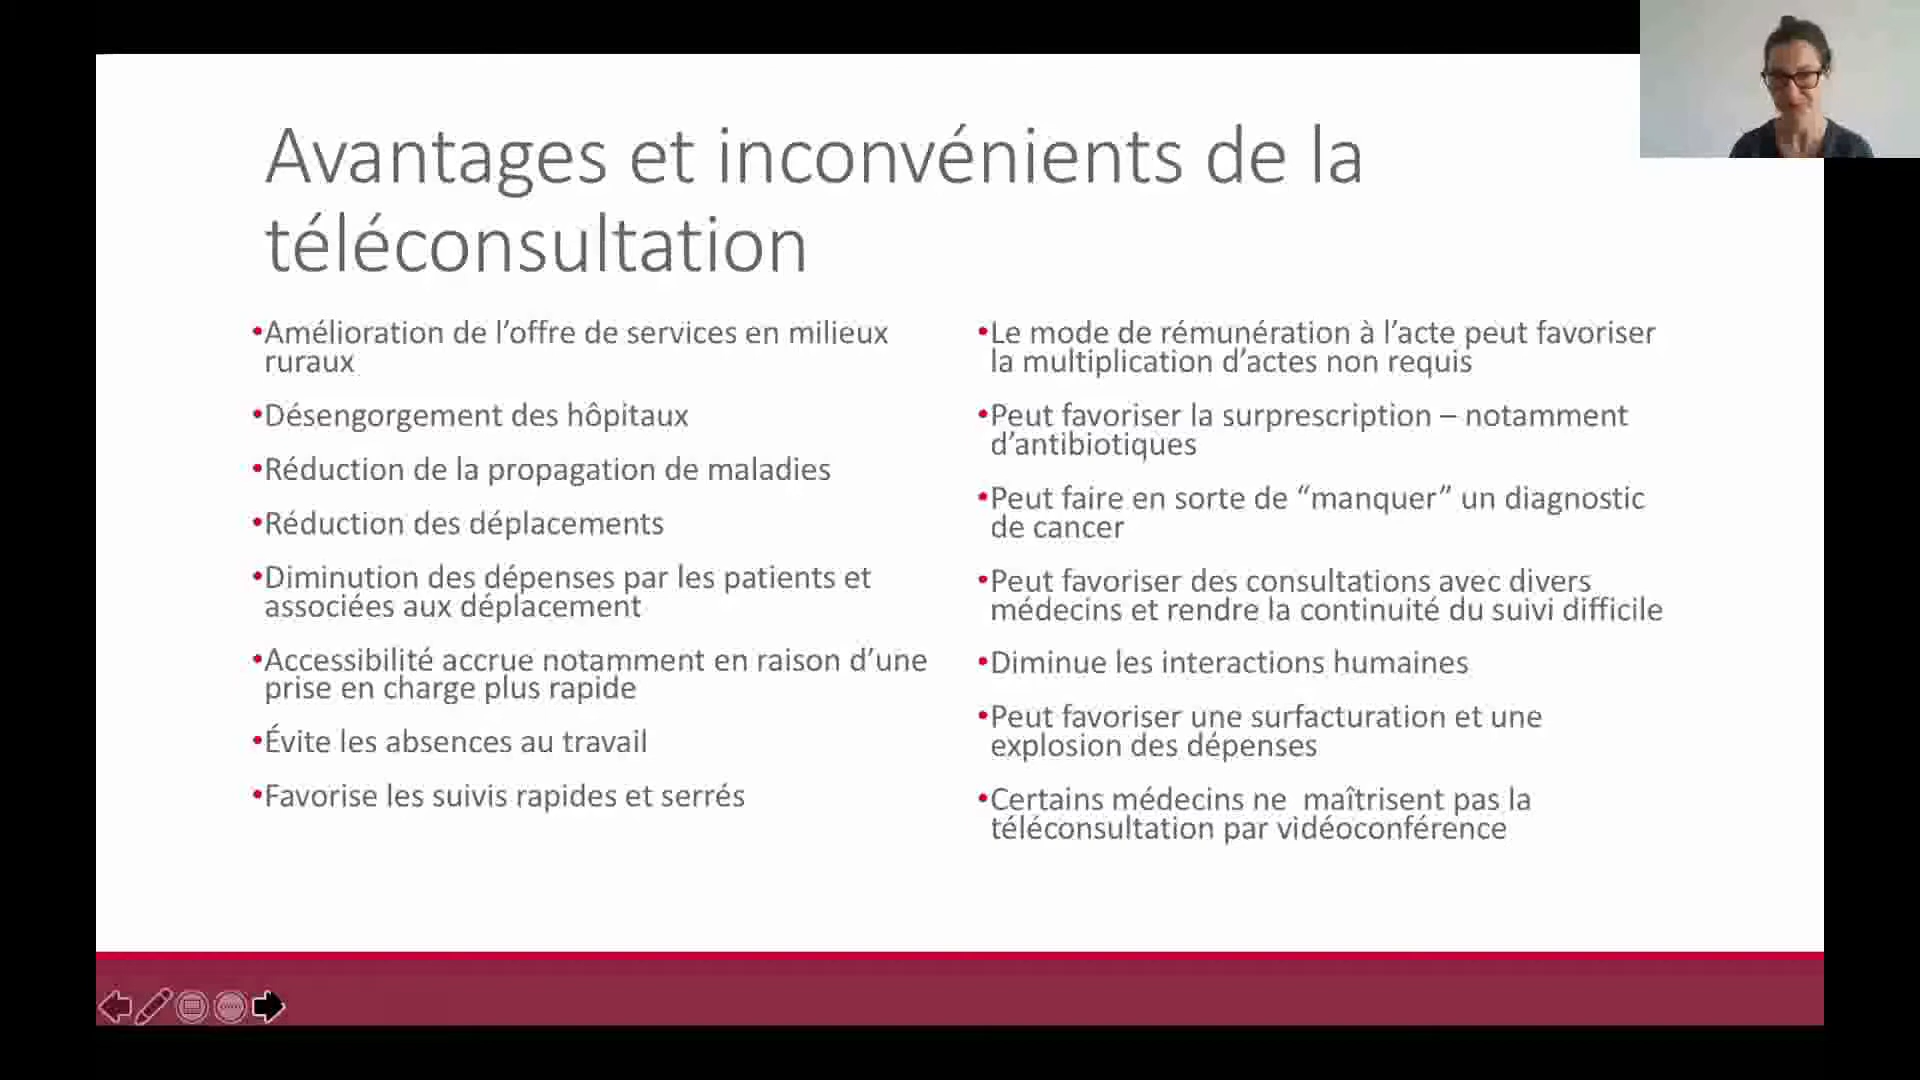 Avantages et inconvénients de la
téléconsultation
•Amélioration de l’offre de services en milieux
ruraux
•Désengorgement des hôpitaux
•Réduction de la propagation de maladies
•Réduction des déplacements
•Diminution des dépenses par les patients et
associées aux déplacement
•Accessibilité accrue notamment en raison d’une
prise en charge plus rapide
•Évite les absences au travail
•Favorise les suivis rapides et serrés
•Le mode de rémunération à l’acte peut favoriser
la multiplication d’actes non requis
•Peut favoriser la surprescription – notamment
d’antibiotiques
•Peut faire en sorte de “manquer” un diagnostic
de cancer
•Peut favoriser des consultations avec divers
médecins et rendre la continuité du suivi difficile
•Diminue les interactions humaines
•Peut favoriser une surfacturation et une
explosion des dépenses
•Certains médecins ne  maîtrisent pas la
téléconsultation par vidéoconférence